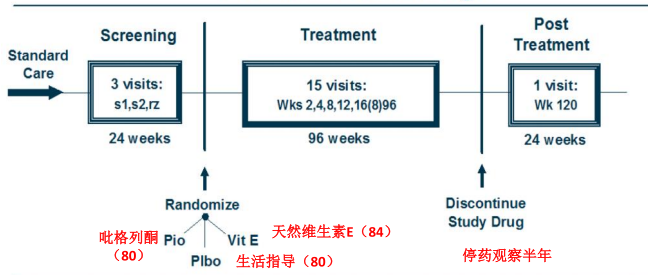 Screening
Treatment
Post
Treatment
Standard
Care
3 visits:
s1,s2,rz
15 visits:
Wks 2,4,8,12,16(8)96
1 visit:
Wk 120
24 weeks
96 weeks
24 weeks
Randomize
Discontinue
Study Drug
吡格列酮
（80）
Pio
Vit E
天然维生素E（84）
Plbo
生活指导（80）
停药观察半年